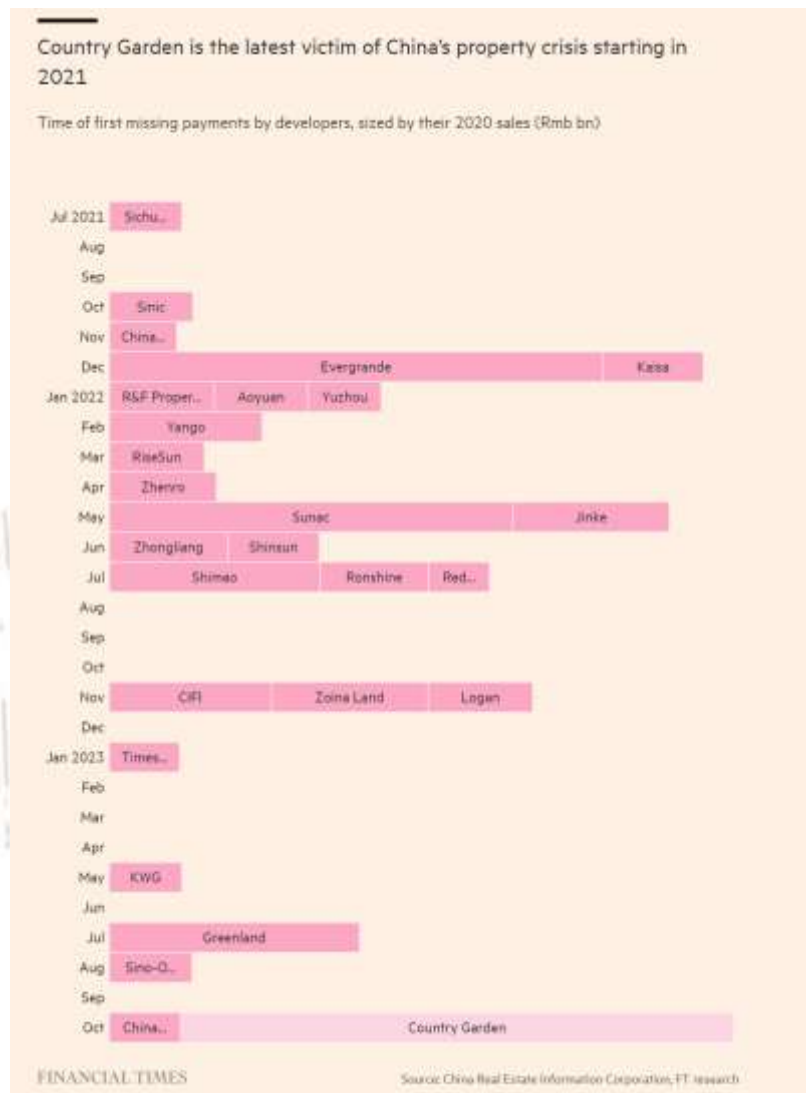 Country Garden is the latest victim of China's property crisis starting in
2021
Time of first missing payments by developers, sized by their 2020 sales (Rmb bn)
Jul 2021 Sichu...
Aug
Sep
Oct Sinic
Nov China...
Dec Evergrande Kaisa
Jan 2022 R&F Proper... Aoyuan Yuzhou
Feb Yango
Mar RiseSun
Apr Zhenro
May Sunac Jinke
Jun Zhongliang Shinsun
Jul Shimao Ronshine Red...
Aug
Sep
Oct
Nov CIFI Zoina Land Logan
Dec
Jan 2023 Times...
Feb
Mar
Apr
May KWG
Jun
Jul Greenland
Aug Sino-O...
Sep
Oct China... Country Garden
FINANCIAL TIMES Source: China Real Estate Information Corporation, FT research